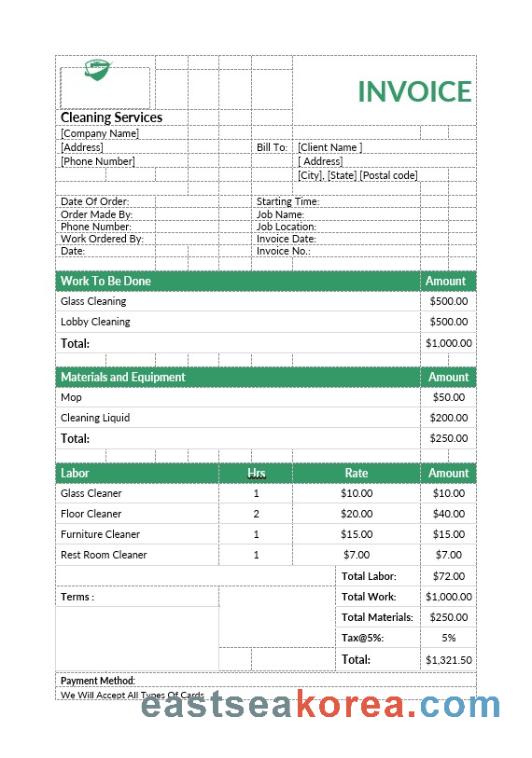 INVOICE
Cleaning Services
[Company Name]
[Address] Bill To: [Client Name ]
[Phone Number] [ Address]
[City], [State] [Postal code]
Date Of Order: Starting Time:
Order Made By: Job Name:
Phone Number: Job Location:
Work Ordered By: Invoice Date:
Date: Invoice No.:
Work To Be Done Amount
Glass Cleaning $500.00
Lobby Cleaning $500.00
Total: $1,000.00
Materials and Equipment Amount
Mop $50.00
Cleaning Liquid $200.00
Total: $250.00
Labor Hrs Rate Amount
Glass Cleaner 1 $10.00 $10.00
Floor Cleaner 2 $20.00 $40.00
Furniture Cleaner 1 $15.00 $15.00
Rest Room Cleaner 1 $7.00 $7.00
Total Labor: $72.00
Terms : Total Work: $1,000.00
Total Materials: $250.00
Tax@5%: 5%
Total: $1,321.50
Payment Method:
We Will Accept All Types Of Cards
eastseakorea.com